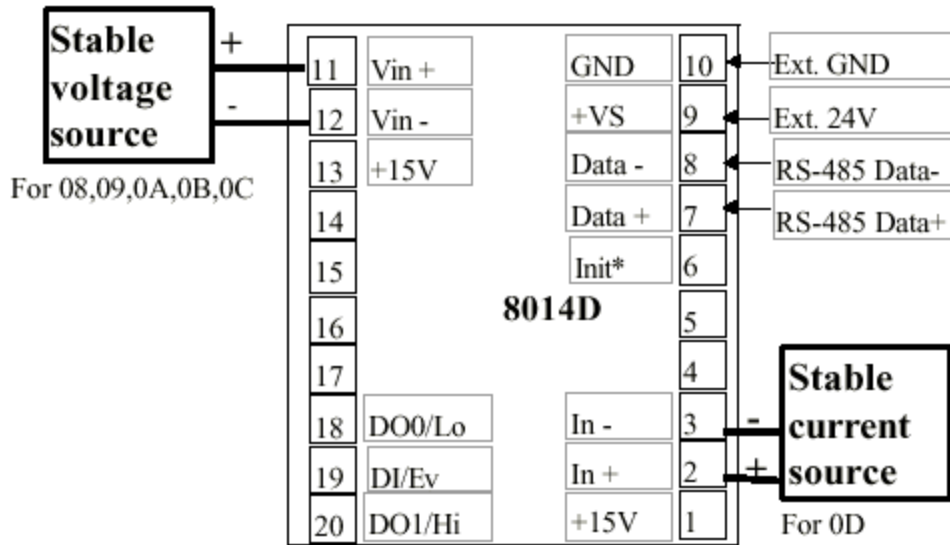 Stable
voltage
source
+
-
For 08,09,0A,0B,0C
11 Vin +
12 Vin -
13 +15V
14
15
16
17
18 DO0/Lo
19 DI/Ev
20 DO1/Hi
8014D
GND 10 Ext. GND
+VS 9 Ext. 24V
Data - 8 RS-485 Data-
Data + 7 RS-485 Data+
Init* 6
5
4
In - 3 -
In + 2 +
+15V 1
Stable
current
source
For 0D